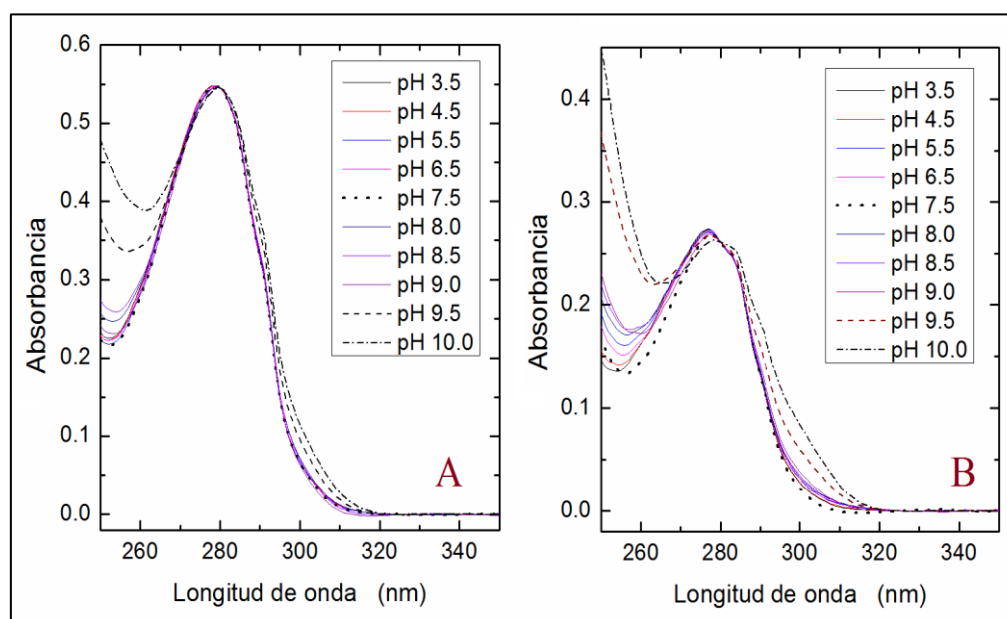 0.6
0.5
0.4
0.3
0.2
0.1
0.0
Absorbancia
260 280 300 320 340
Longitud de onda (nm)
pH 3.5
pH 4.5
pH 5.5
pH 6.5
pH 7.5
pH 8.0
pH 8.5
pH 9.0
pH 9.5
pH 10.0
A
0.4
0.3
0.2
0.1
0.0
Absorbancia
260 280 300 320 340
Longitud de onda (nm)
pH 3.5
pH 4.5
pH 5.5
pH 6.5
pH 7.5
pH 8.0
pH 8.5
pH 9.0
pH 9.5
pH 10.0
B